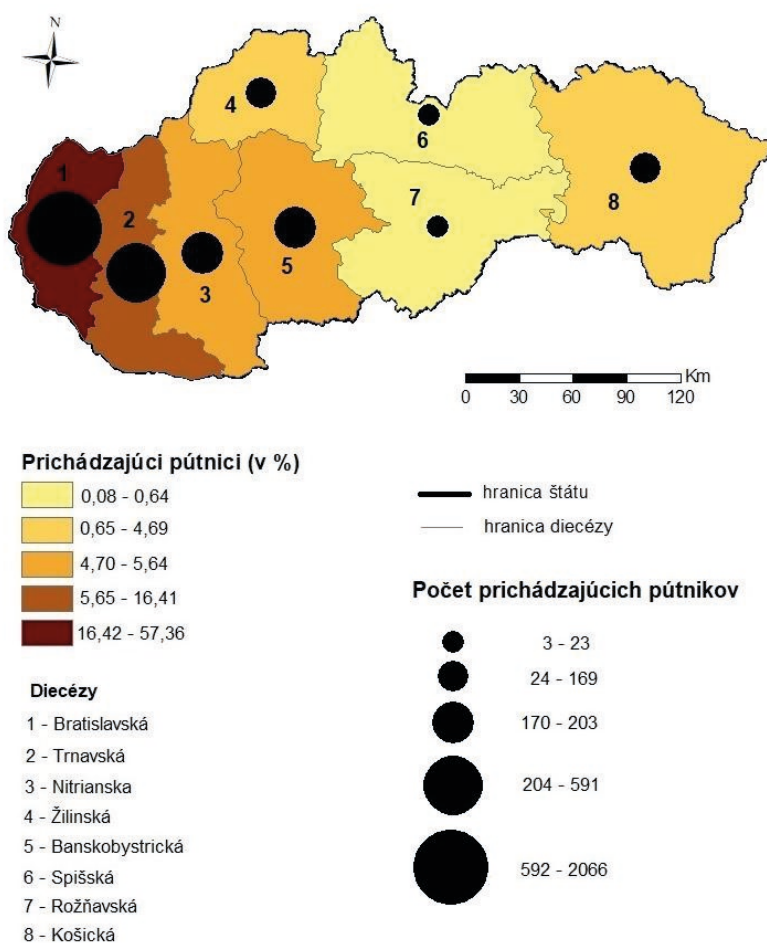 N
4
6
1
7
2
8
3
5
Km
0 30 60 90 120
Prichádzajúci pútnici (v %)
0,08 - 0,64
0,65 - 4,69
4,70 - 5,64
5,65 - 16,41
16,42 - 57,36
hranica štátu
hranica diecézy
Počet prichádzajúcich pútnikov
3 - 23
24 - 169
170 - 203
204 - 591
592 - 2066
Diecézy
1 - Bratislavská
2 - Trnavská
3 - Nitrianska
4 - Žilinská
5 - Banskobystrická
6 - Spišská
7 - Rožňavská
8 - Košická